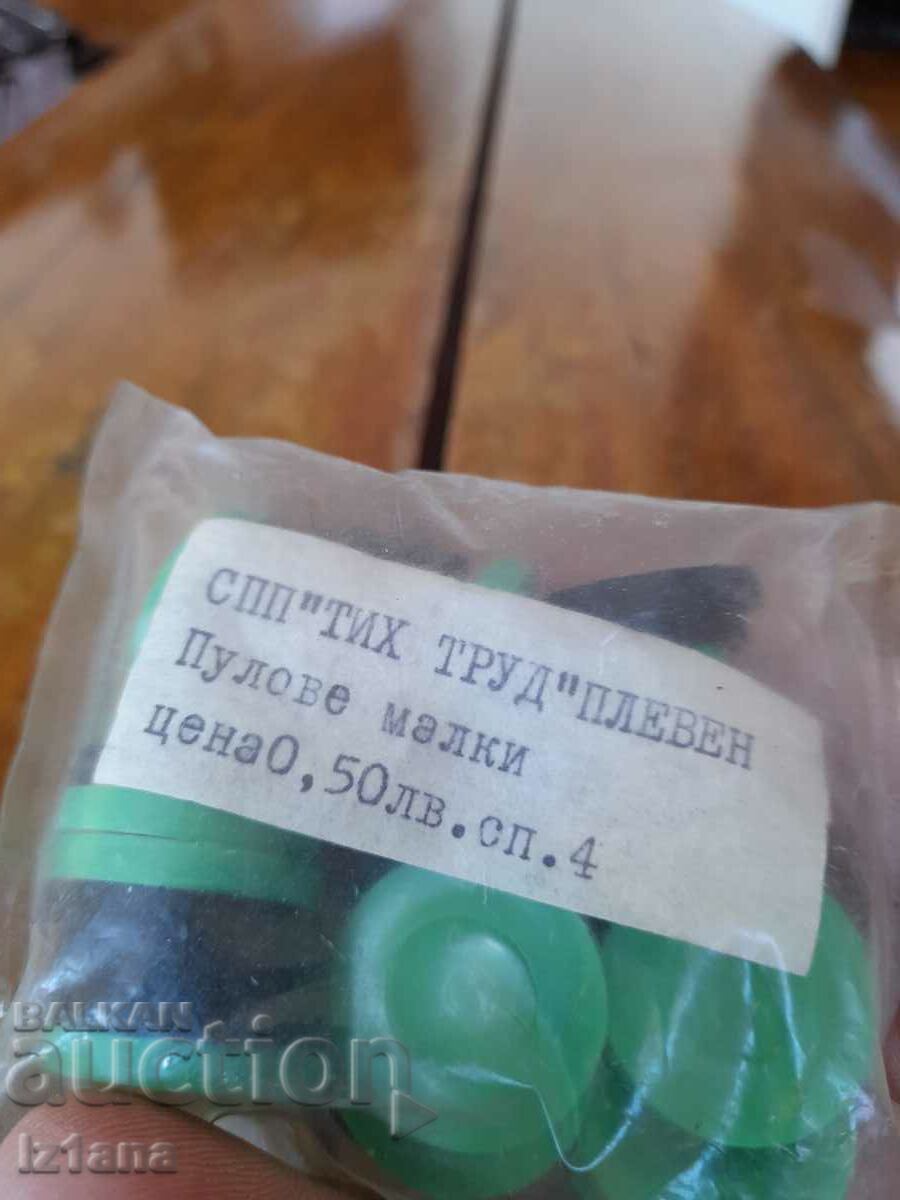 СПП"ТИХ ТРУД"ПЛЕВЕН
Пулове малки
цена0,50лв.сп.4
BALKAN
auction
Iz1ana